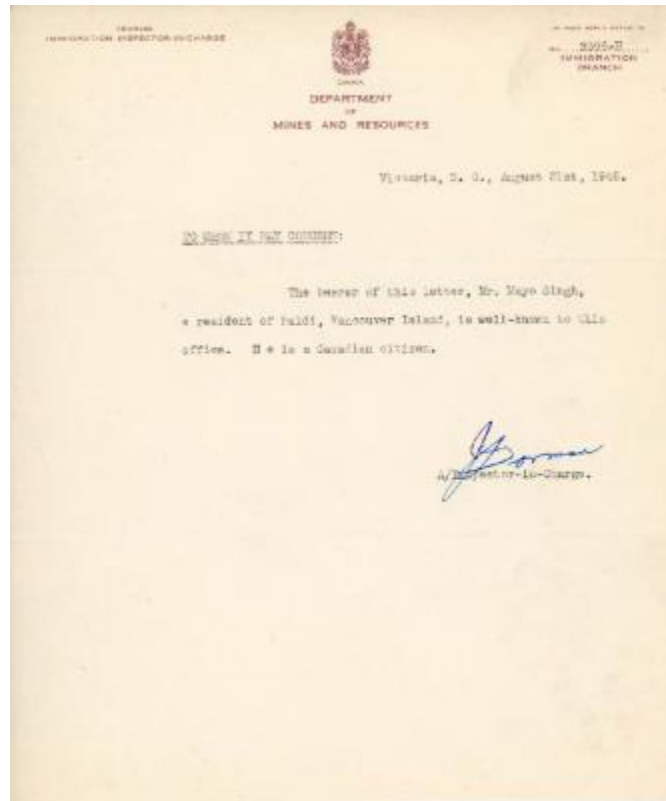 IMMIGRATION INSPECTOR-IN-CHARGE
No. 2396-H
IMMIGRATION
BRANCH
CANADA
DEPARTMENT
OF
MINES AND RESOURCES
Victoria, B. C., August 21st,
TO WHOM IT MAY CONCERN:
The bearer of this letter, Mr. Mayo Singh,
a resident of Paldi, Vancouver Island, is well-known to this
office. H e is a Canadian citizen.
A/Inspector-in-Charge.